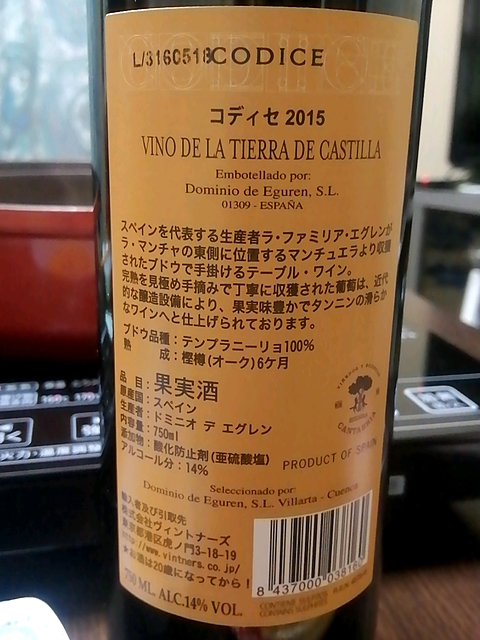 L/3160518
CODICE
コディセ 2015
VINO DE LA TIERRA DE CASTILLA
Embotellado por:
Dominio de Eguren, S.L.
01309 - ESPAÑA
スペインを代表する生産者ラ・ファミリア・エグレンが
ラ・マンチャの東側に位置するマンチュエラより収穫
されたブドウで手掛けるテーブル・ワイン。
完熟を見極め手摘みで丁寧に収穫された葡萄は、近代
的な醸造設備により、果実味豊かでタンニンの滑らか
なワインへと仕上げられております。
ブドウ品種：テンプラニーリョ100%
熟　　成：樫樽(オーク)6ケ月
品　目：果実酒
原産国：スペイン
生産者：ドミニオ デ エグレン
内容量：750ml
添加物：酸化防止剤(亜硫酸塩)
アルコール分：14%
PRODUCT OF SPAIN
Seleccionado por:
Dominio de Eguren, S.L. Villarta - Cuenca
輸入者及び引取先
株式会社ヴィントナーズ
東京都港区虎ノ門3-18-19
http://www.vintners.co.jp/
★お酒は20歳になってから！
750 ML. ALC.14% VOL.
8 437000 038160